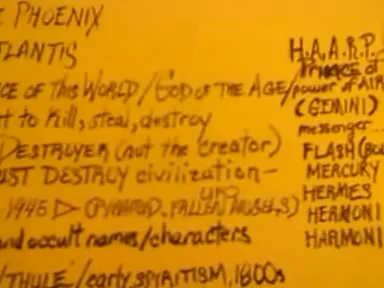 E PHOENIX
TLANTIS
CE OF this WORLD/GOD OF THE AGE/power of AIR
t to kill, steal, destroy
DESTROYER (not the creator)
UST DESTROY civilization-
1945 ▷ (PYRAMID. FALLEN ANGELS)
UFO
and occult names/characters
"THULE"/early SPIRITISM, 1800s
H.A.A.R.P.
PRINCE of
(GEMINI)
messenger
FLASH
MERCURY
HERMES
HERMONI
HARMONI